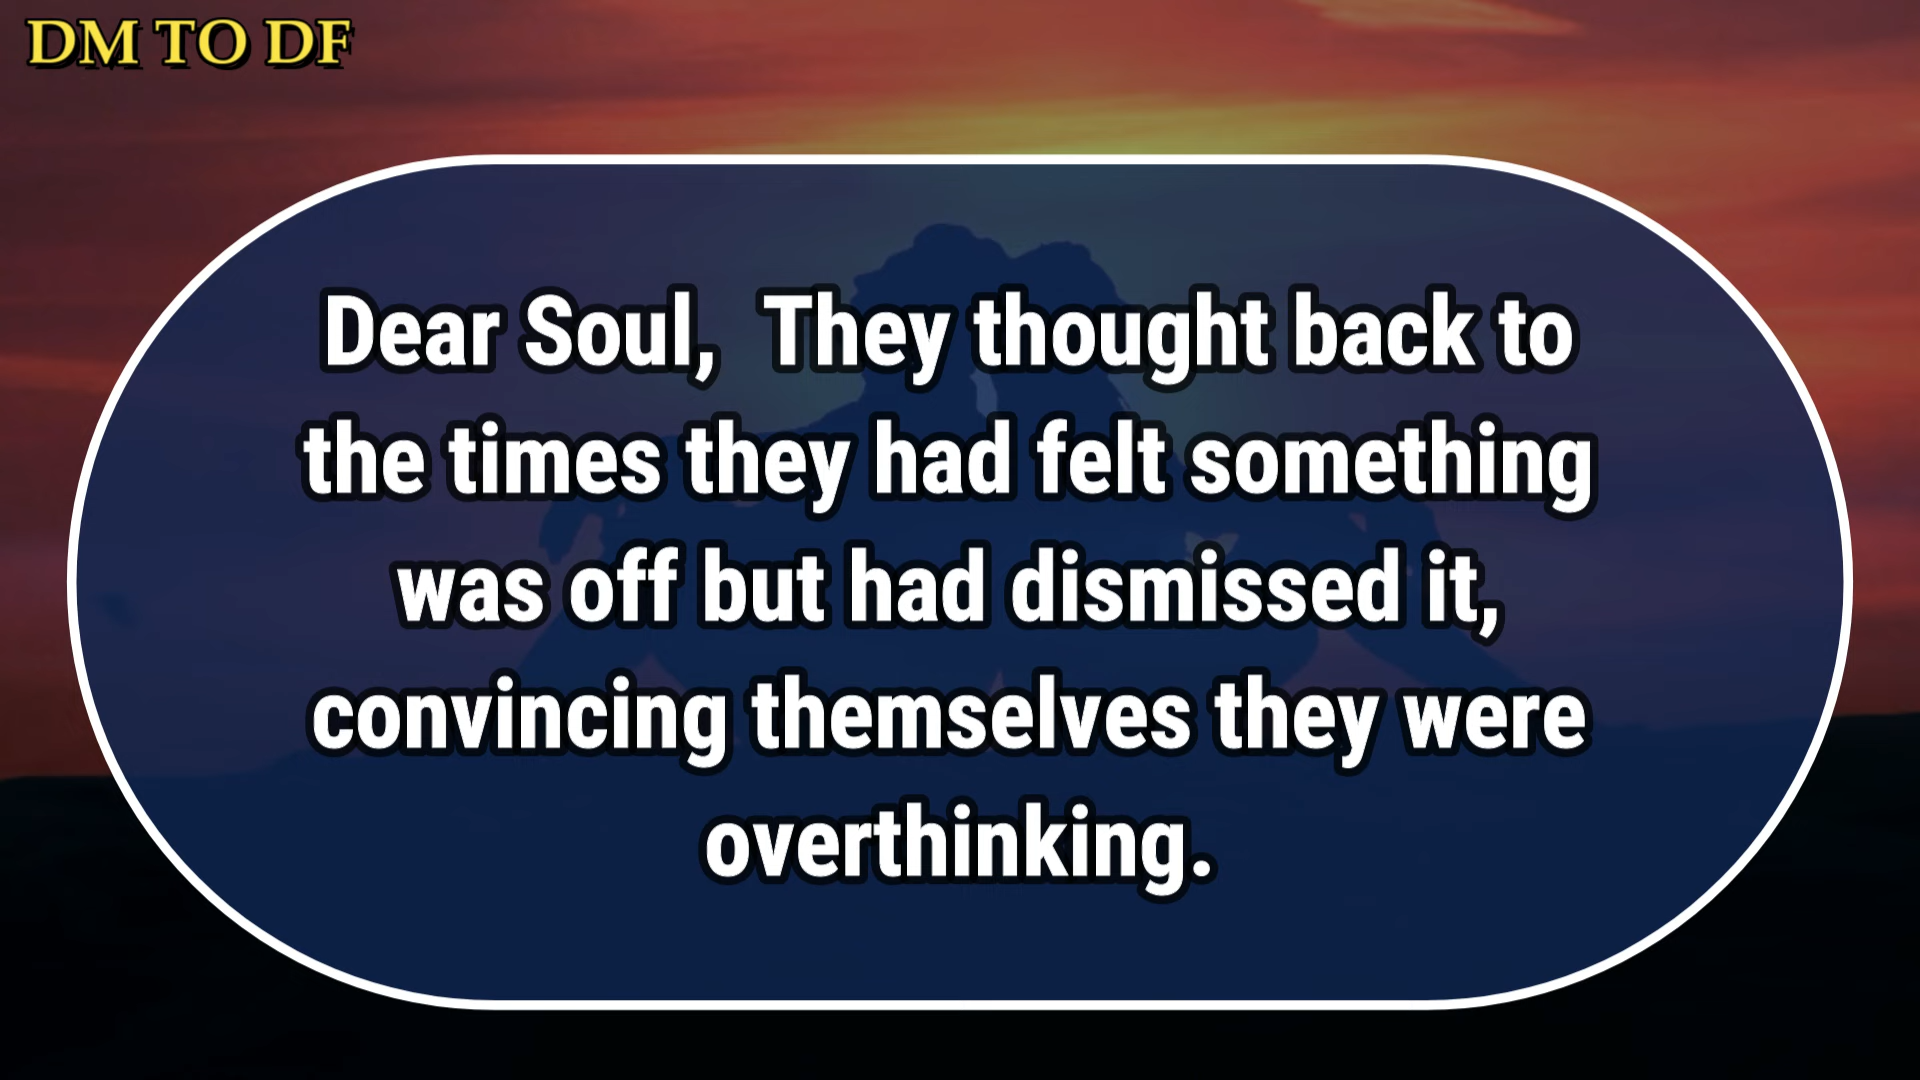 DM TO DF
Dear Soul,  They thought back to
the times they had felt something
was off but had dismissed it,
convincing themselves they were
overthinking.